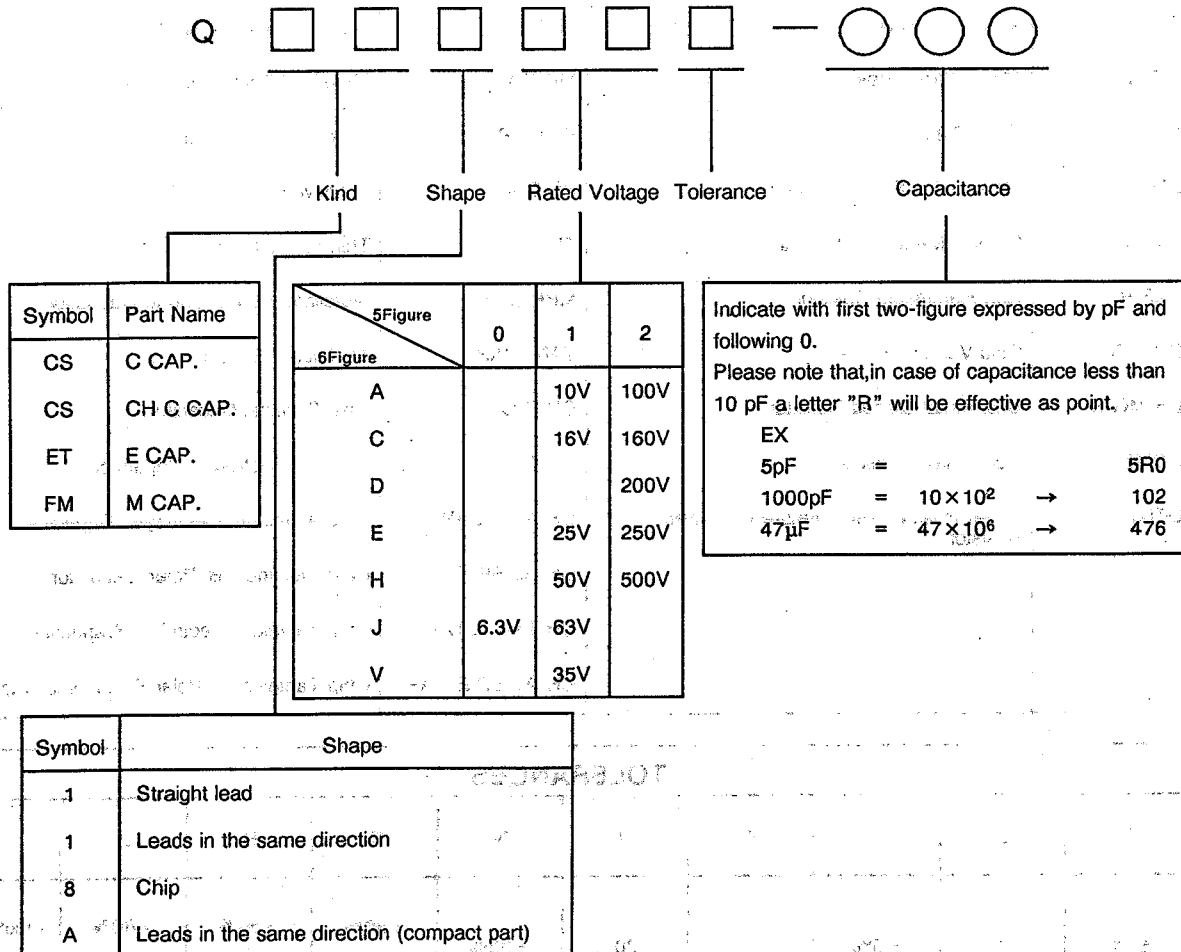 Q — 
Kind Shape Rated Voltage Tolerance Capacitance
Symbol Part Name
CS C CAP.
CS CH C CAP.
ET E CAP.
FM M CAP.
5Figure 0 1 2
6Figure
A 10V 100V
C 16V 160V
D 200V
E 25V 250V
H 50V 500V
J 6.3V 63V
V 35V
Indicate with first two-figure expressed by pF and
following 0.
Please note that,in case of capacitance less than
10 pF a letter "R" will be effective as point.
EX
5pF = 5R0
1000pF = 10×10² → 102
47µF = 47×10⁶ → 476
Symbol Shape
1 Straight lead
1 Leads in the same direction
8 Chip
A Leads in the same direction (compact part)
TOLERANCES